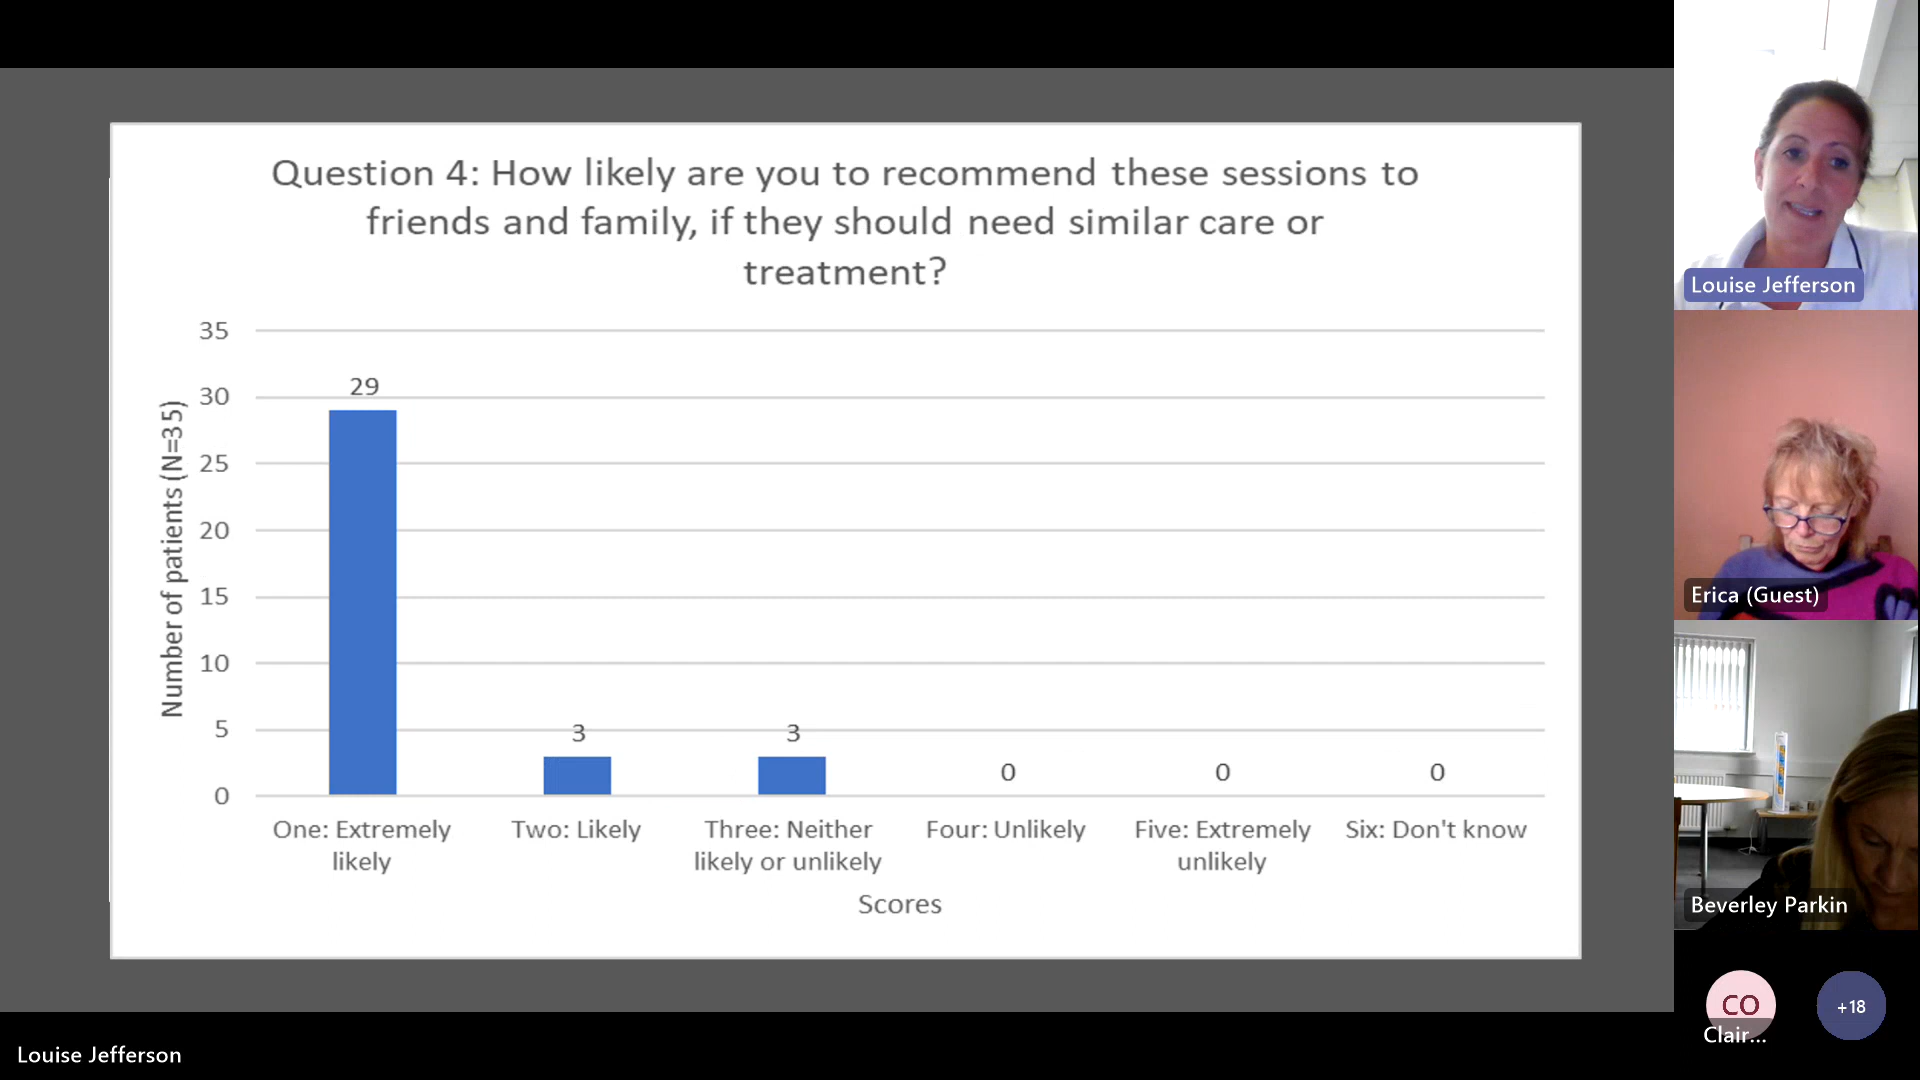 Question 4: How likely are you to recommend these sessions to
friends and family, if they should need similar care or
treatment?
Number of patients (N=35)
35
30
25
20
15
10
5
0
29
3
3
0
0
0
One: Extremely
likely
Two: Likely
Three: Neither
likely or unlikely
Four: Unlikely
Five: Extremely
unlikely
Six: Don't know
Scores
Louise Jefferson
Erica (Guest)
Beverley Parkin
CO
Clair...
+18
Louise Jefferson